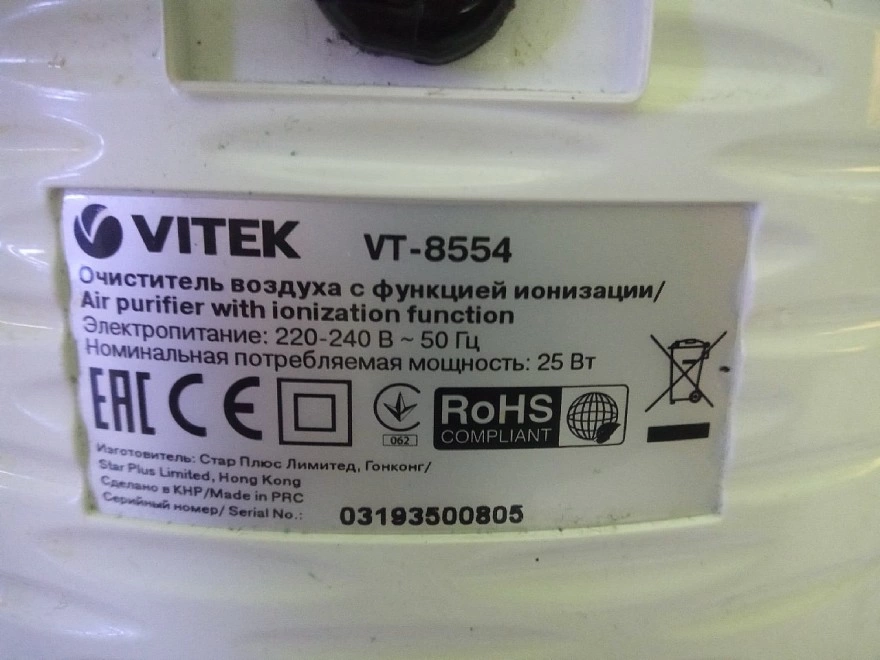 VITEK VT-8554
Очиститель воздуха с функцией ионизации/
Air purifier with ionization function
Электропитание: 220-240 В ~ 50 Гц
Номинальная потребляемая мощность: 25 Вт
EAC CE 062 RoHS COMPLIANT
Изготовитель: Стар Плюс Лимитед, Гонконг/
Star Plus Limited, Hong Kong
Сделано в КНР/Made in PRC
Серийный номер/ Serial No.: 03193500805